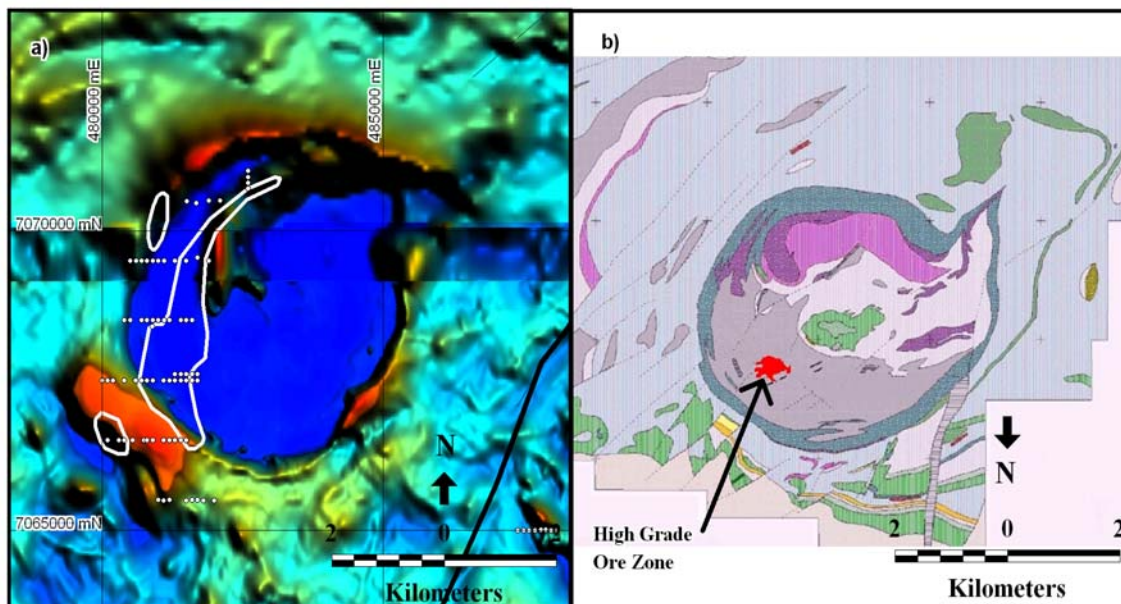 a)
480000 mE
485000 mE
7070000 mN
7065000 mN
N
2 0 2
Kilometers
b)
High Grade
Ore Zone
N
2 0 2
Kilometers